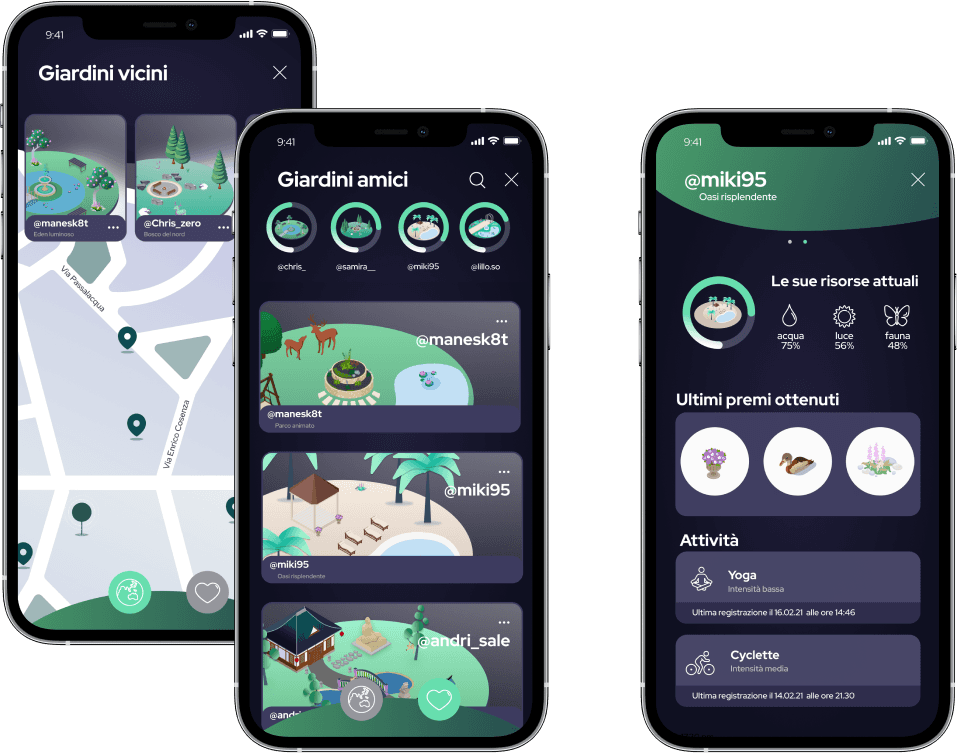 9:41
Giardini vicini
@manesk8t
Eden luminoso
@Chris_zero
Bosco del nord
Via Passalacqua
Via Enrico Cosenza
9:41
Giardini amici
@chris_
@samira__
@miki95
@lillo.so
@manesk8t
@manesk8t
Parco animato
@miki95
@miki95
Oasi risplendente
@andri_sale
@andri
9:41
@miki95
Oasi risplendente
Le sue risorse attuali
acqua
75%
luce
56%
fauna
48%
Ultimi premi ottenuti
Attività
Yoga
Intensità bassa
Ultima registrazione il 16.02.21 alle ore 14:46
Cyclette
Intensità media
Ultima registrazione il 14.02.21 alle ore 21.30